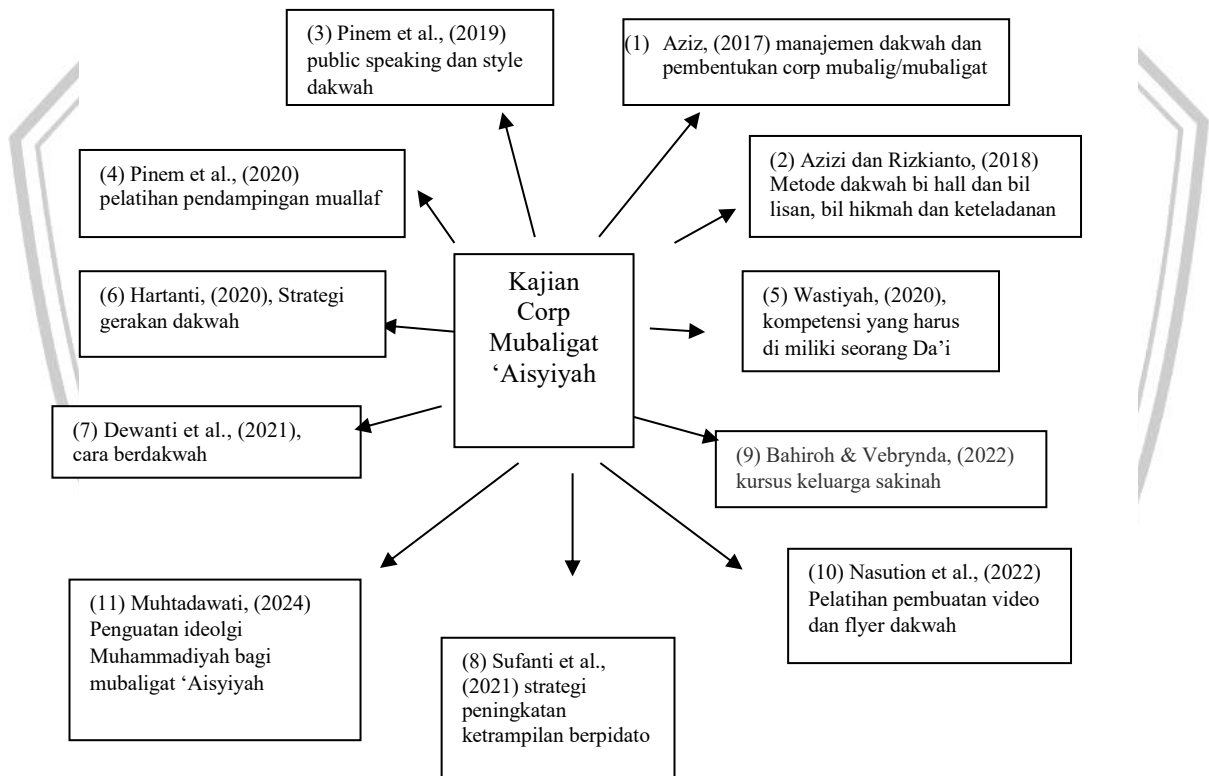 (3) Pinem et al., (2019)
public speaking dan style
dakwah
(1) Aziz, (2017) manajemen dakwah dan
pembentukan corp mubalig/mubaligat
(4) Pinem et al., (2020)
pelatihan pendampingan muallaf
(2) Azizi dan Rizkianto, (2018)
Metode dakwah bi hall dan bil
lisan, bil hikmah dan keteladanan
(6) Hartanti, (2020), Strategi
gerakan dakwah
Kajian
Corp
Mubaligat
‘Aisyiyah
(5) Wastiyah, (2020),
kompetensi yang harus
di miliki seorang Da’i
(7) Dewanti et al., (2021),
cara berdakwah
(9) Bahiroh & Vebrynda, (2022)
kursus keluarga sakinah
(11) Muhtadawati, (2024)
Penguatan ideolgi
Muhammadiyah bagi
mubaligat ‘Aisyiyah
(8) Sufanti et al.,
(2021) strategi
peningkatan
ketrampilan berpidato
(10) Nasution et al., (2022)
Pelatihan pembuatan video
dan flyer dakwah